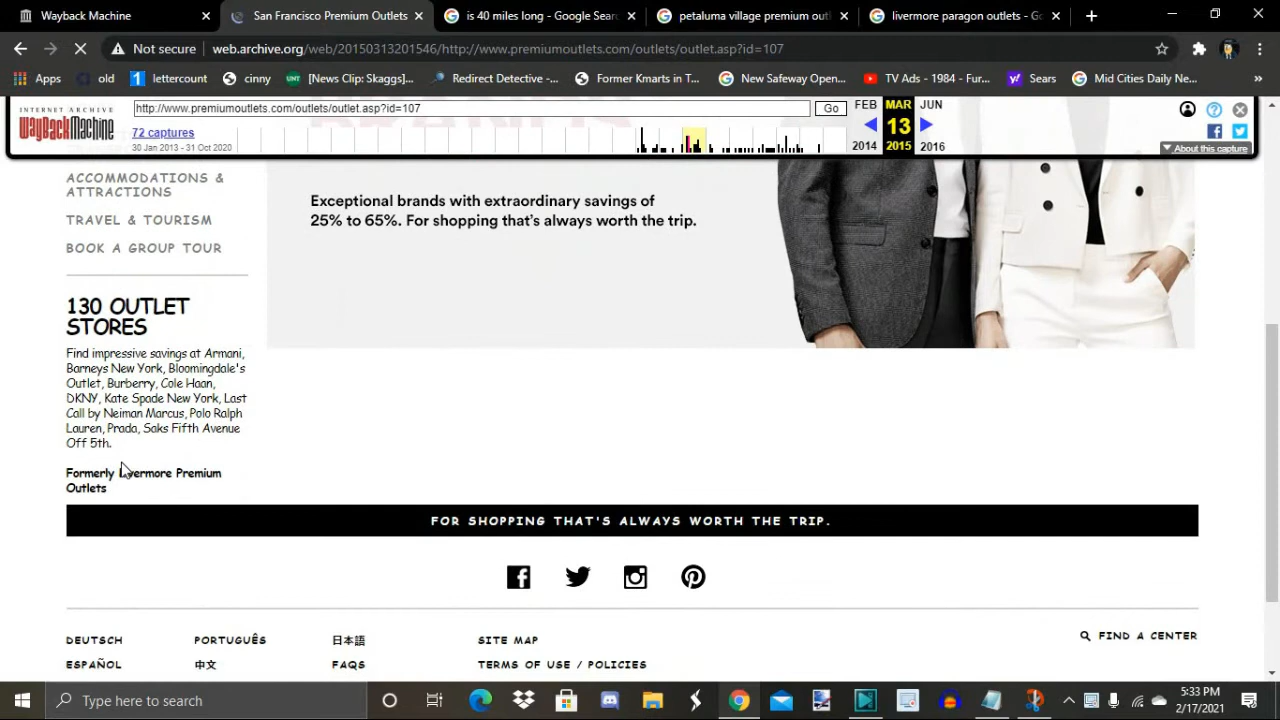 Wayback Machine
San Francisco Premium Outlets
is 40 miles long - Google Sear
petaluma village premium out
livermore paragon outlets - Go
Not secure
web.archive.org/web/20150313201546/http://www.premiumoutlets.com/outlets/outlet.asp?id=107
Apps
old
lettercount
cinny
[News Clip: Skaggs]...
Redirect Detective -...
Former Kmarts in T...
New Safeway Open...
TV Ads - 1984 - Fur...
Sears
Mid Cities Daily Ne...
»
INTERNET ARCHIVE
WayBackMachine
http://www.premiumoutlets.com/outlets/outlet.asp?id=107
Go
72 captures
30 Jan 2013 - 31 Oct 2020
FEB MAR JUN
13
2014 2015 2016
About this capture
ACCOMMODATIONS &
ATTRACTIONS
TRAVEL & TOURISM
BOOK A GROUP TOUR
Exceptional brands with extraordinary savings of
25% to 65%. For shopping that's always worth the trip.
130 OUTLET
STORES
Find impressive savings at Armani,
Barneys New York, Bloomingdale's
Outlet, Burberry, Cole Haan,
DKNY, Kate Spade New York, Last
Call by Neiman Marcus, Polo Ralph
Lauren, Prada, Saks Fifth Avenue
Off 5th.
Formerly Livermore Premium
Outlets
FOR SHOPPING THAT'S ALWAYS WORTH THE TRIP.
DEUTSCH PORTUGUÊS 日本語 SITE MAP FIND A CENTER
ESPAÑOL 中文 FAQS TERMS OF USE / POLICIES
Type here to search
5:33 PM
2/17/2021